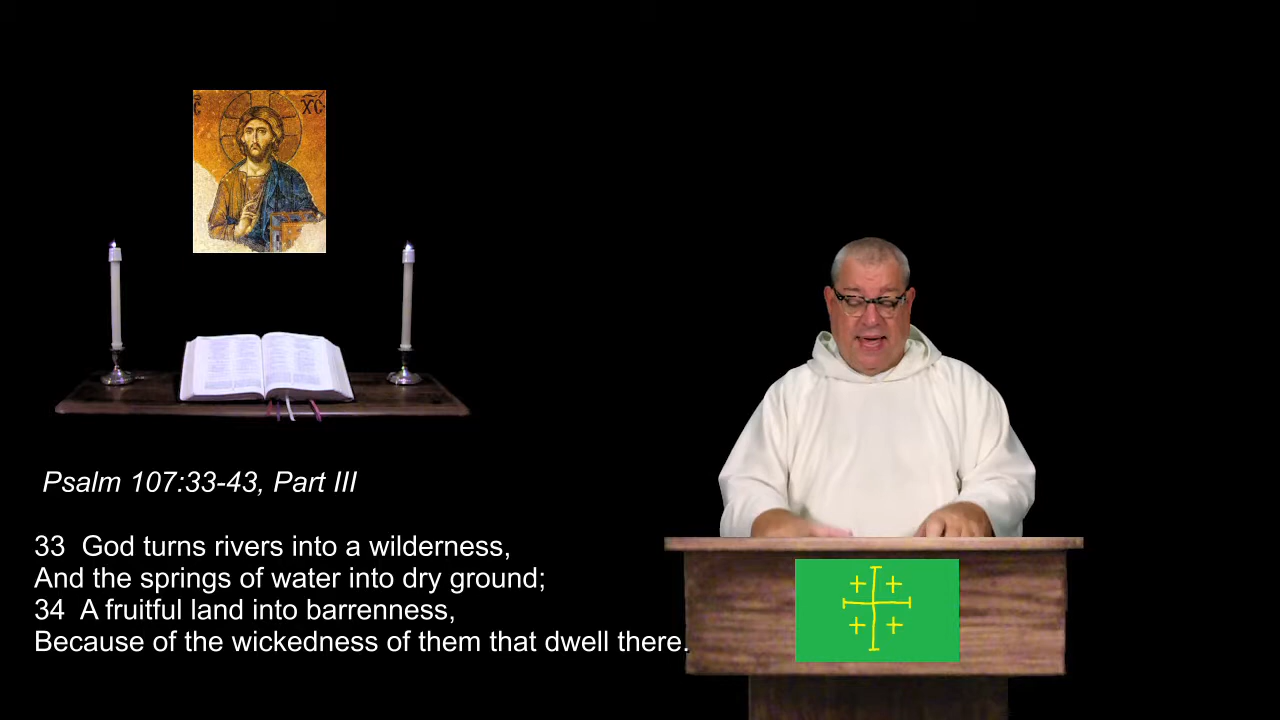 C
XC
Psalm 107:33-43, Part III
33 God turns rivers into a wilderness,
And the springs of water into dry ground;
34 A fruitful land into barrenness,
Because of the wickedness of them that dwell there.